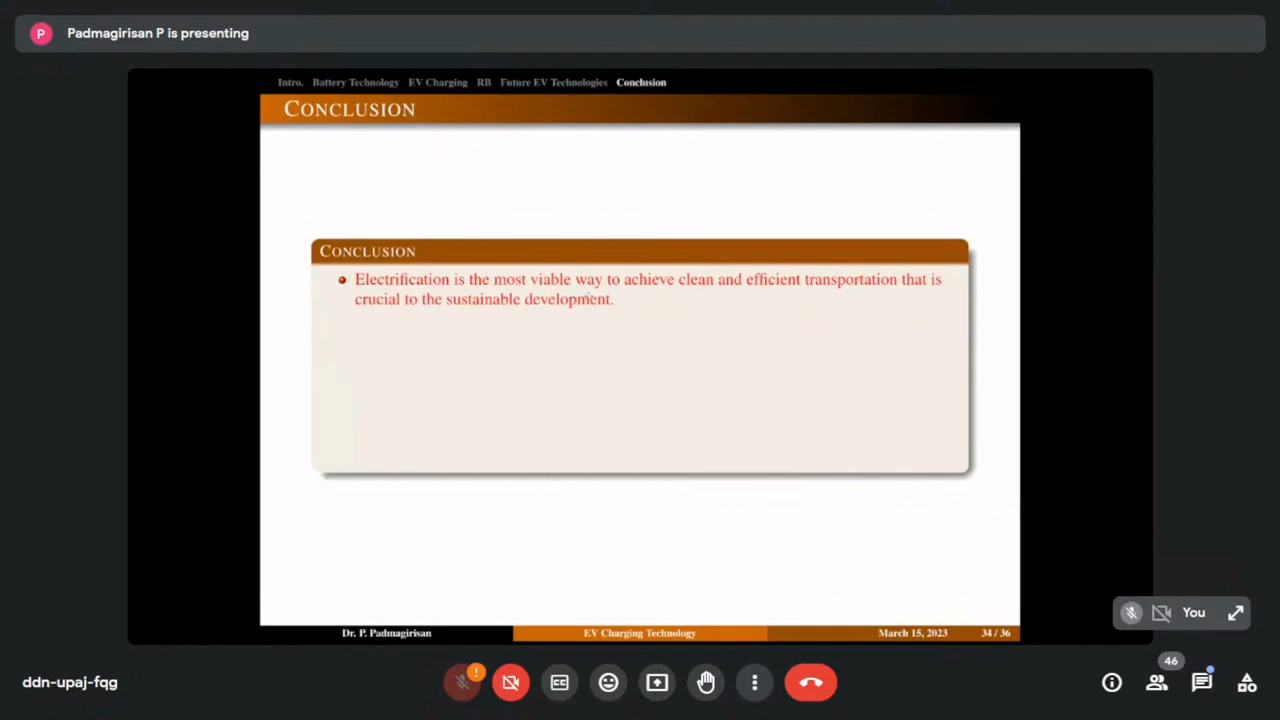 P Padmagirisan P is presenting
Intro. Battery Technology EV Charging RB Future EV Technologies Conclusion
CONCLUSION
CONCLUSION
Electrification is the most viable way to achieve clean and efficient transportation that is
crucial to the sustainable development.
You
Dr. P. Padmagirisan EV Charging Technology March 15, 2023 34 / 36
46
ddn-upaj-fqg ! CC